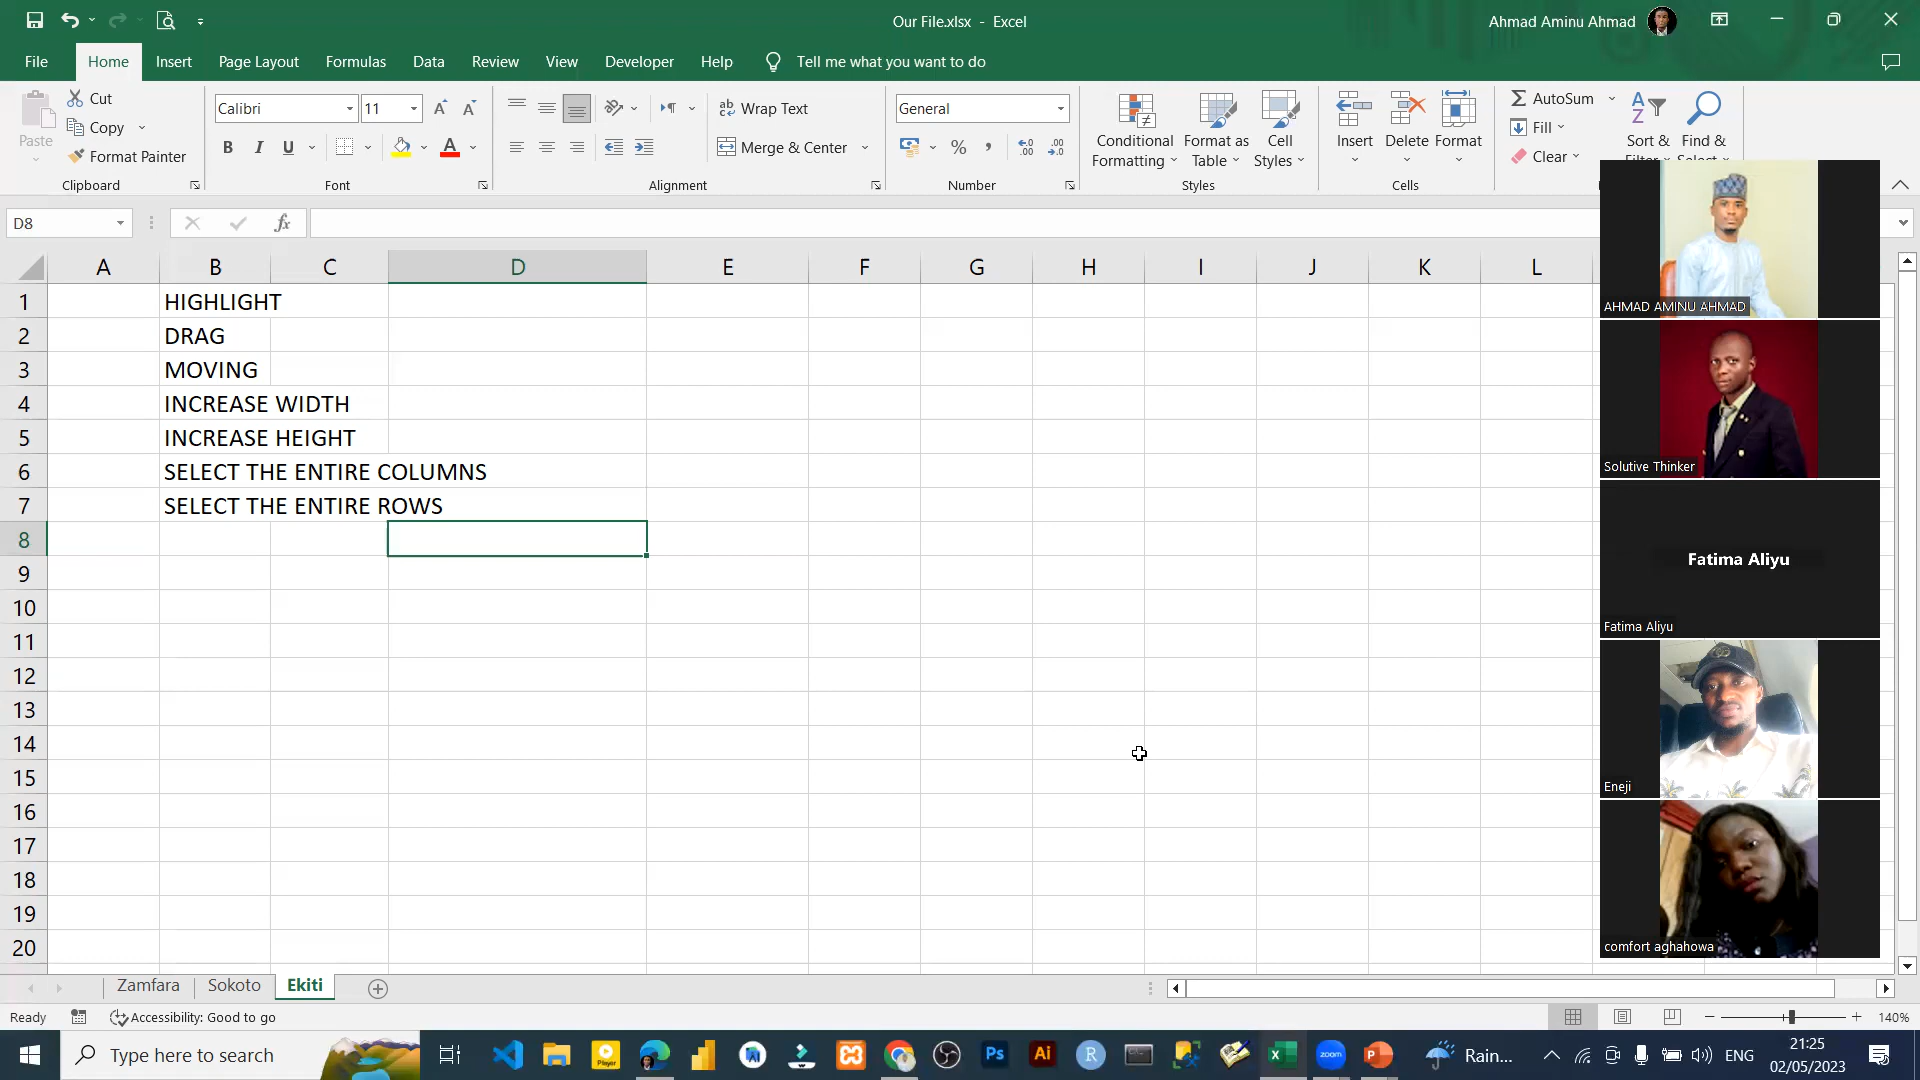 Our File.xlsx - Excel
Ahmad Aminu Ahmad
File Home Insert Page Layout Formulas Data Review View Developer Help Tell me what you want to do
Paste
Cut
Copy
Format Painter
Clipboard
Calibri 11
B I U
Font
Wrap Text
Merge & Center
Alignment
General
Number
Conditional Formatting
Format as Table
Cell Styles
Styles
Insert Delete Format
Cells
AutoSum
Fill
Clear
Sort &
Find &
D8
fx
A B C D E F G H I J K L
1 HIGHLIGHT
2 DRAG
3 MOVING
4 INCREASE WIDTH
5 INCREASE HEIGHT
6 SELECT THE ENTIRE COLUMNS
7 SELECT THE ENTIRE ROWS
8
9
10
11
12
13
14
15
16
17
18
19
20
AHMAD AMINU AHMAD
Solutive Thinker
Fatima Aliyu
Fatima Aliyu
Eneji
comfort aghahowa
Zamfara Sokoto Ekiti
Ready Accessibility: Good to go
140%
Type here to search
Player
Ps
Ai
R
zoom
Rain...
ENG
21:25
02/05/2023